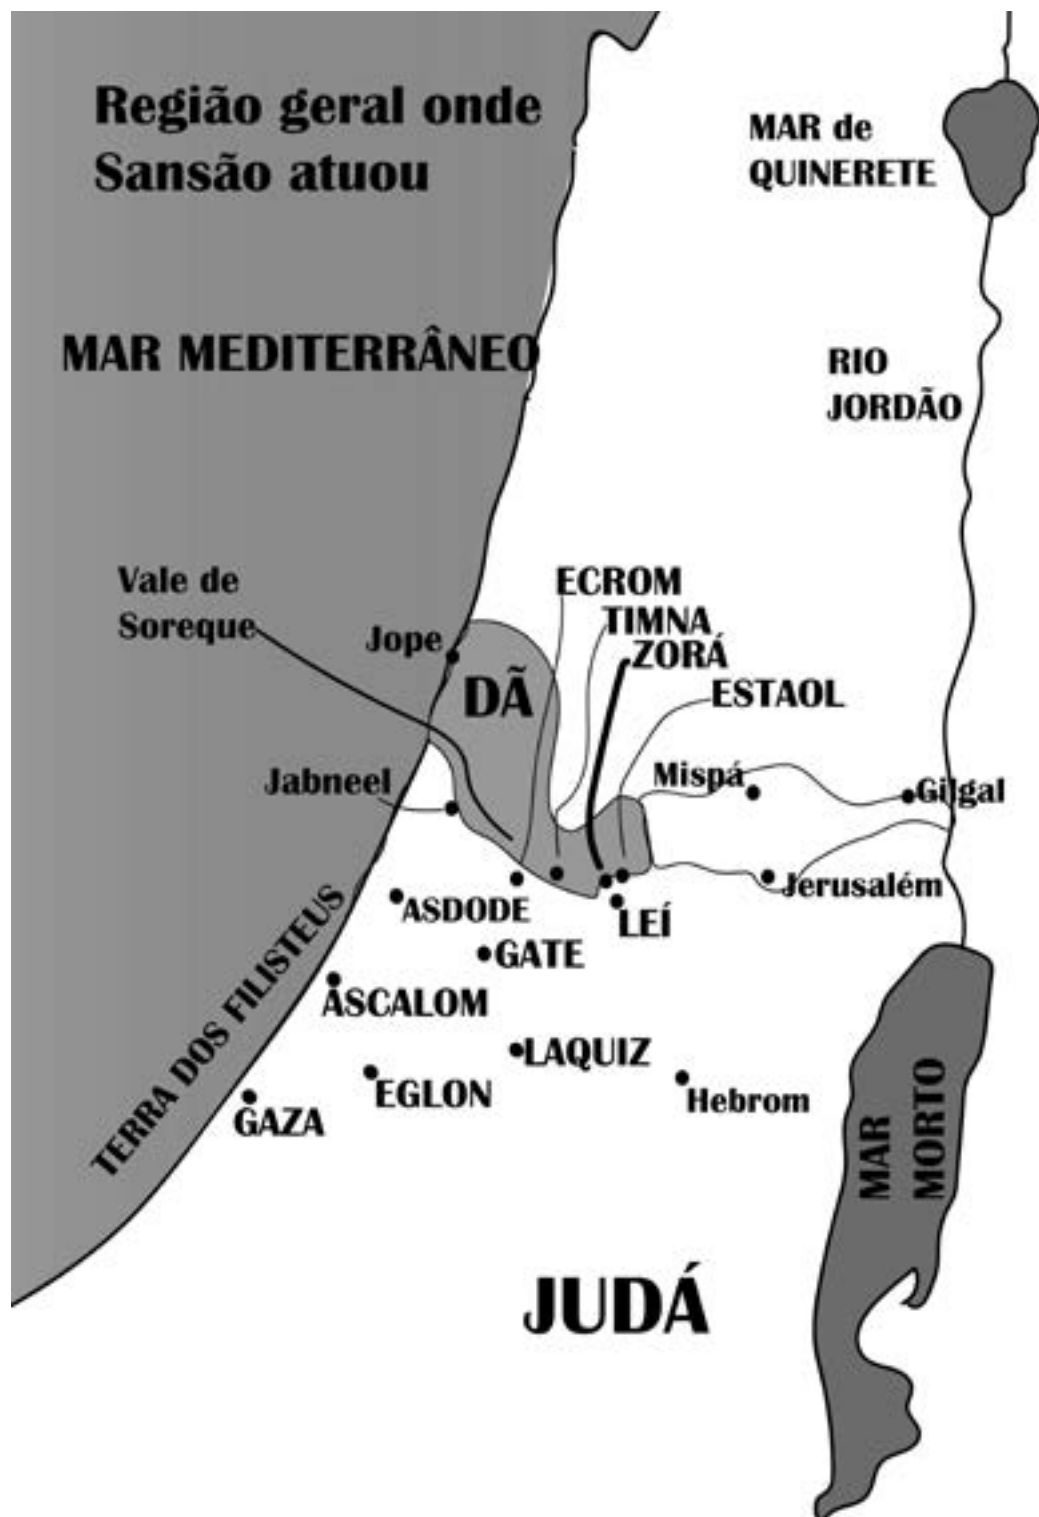 Região geral onde
Sansão atuou
MAR de
QUINERETE
MAR MEDITERRÂNEO
RIO
JORDÃO
Vale de
Soreque
ECROM
TIMNA
Jope
ZORÁ
DÃ
ESTAOL
Jabneel
Mispá
Gilgal
Jerusalém
ASDODE
LEÍ
GATE
TERRA DOS FILISTEUS
ASCALOM
LAQUIZ
EGLON
Hebrom
GAZA
MAR
MORTO
JUDÁ